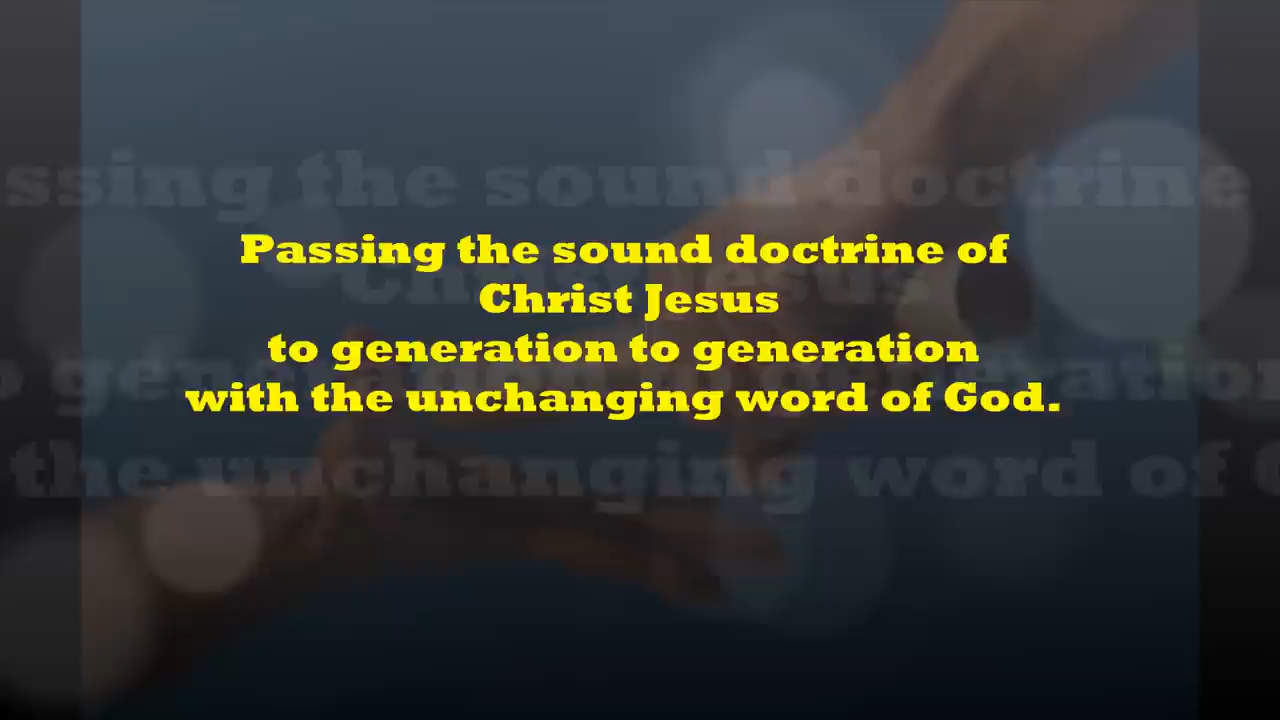 Passing the sound doctrine of
Christ Jesus
to generation to generation
with the unchanging word of God.